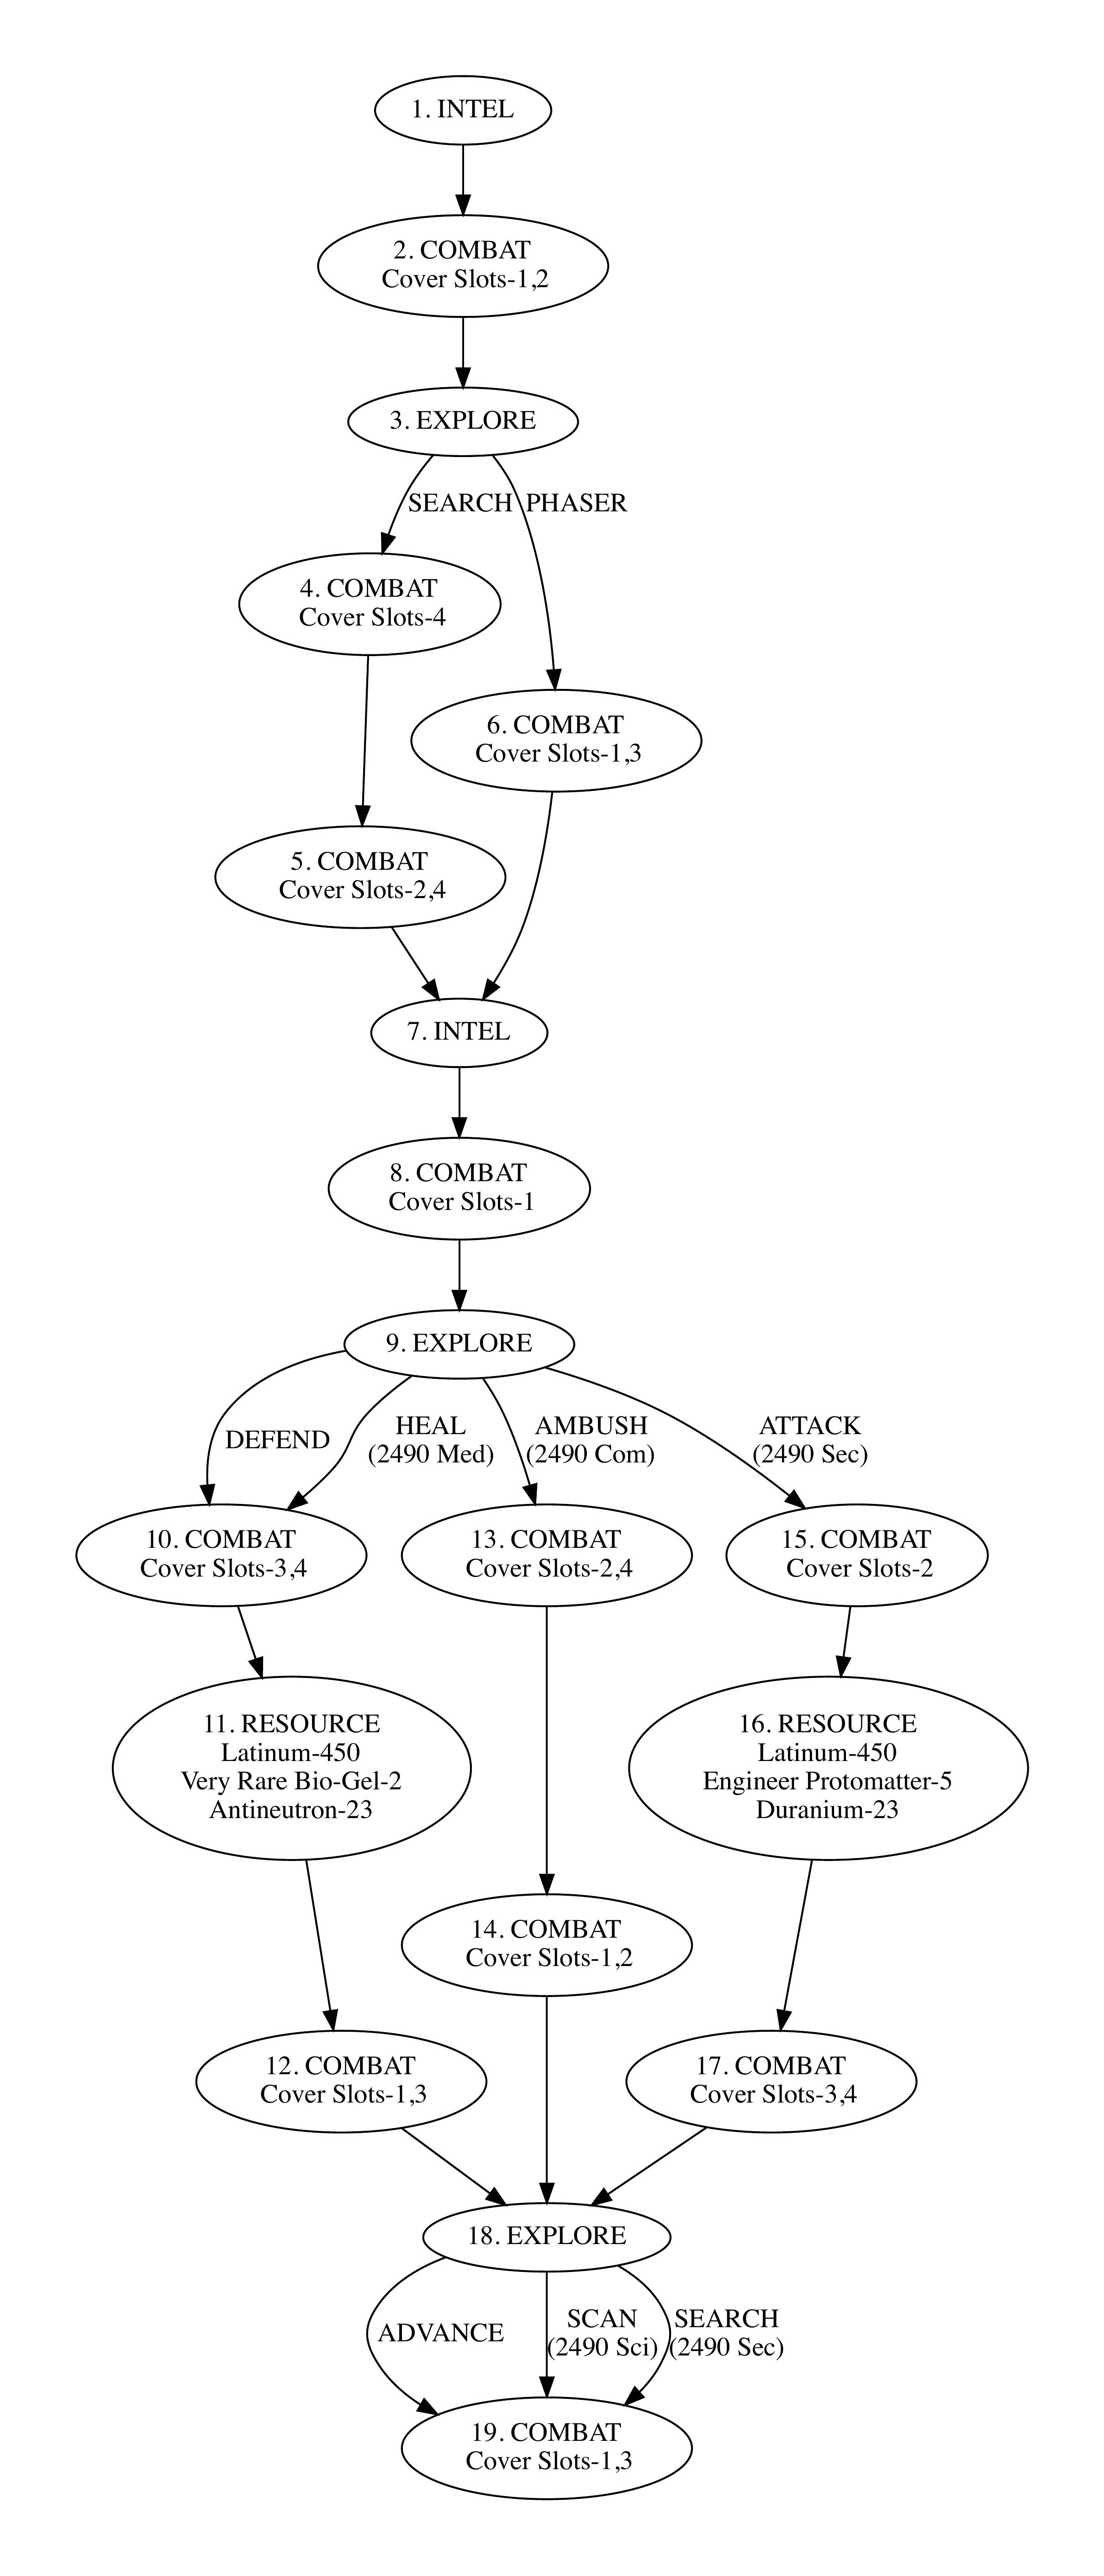 1. INTEL
2. COMBAT
Cover Slots-1,2
3. EXPLORE
SEARCH
PHASER
4. COMBAT
Cover Slots-4
6. COMBAT
Cover Slots-1,3
5. COMBAT
Cover Slots-2,4
7. INTEL
8. COMBAT
Cover Slots-1
9. EXPLORE
DEFEND
HEAL
(2490 Med)
AMBUSH
(2490 Com)
ATTACK
(2490 Sec)
10. COMBAT
Cover Slots-3,4
13. COMBAT
Cover Slots-2,4
15. COMBAT
Cover Slots-2
11. RESOURCE
Latinum-450
Very Rare Bio-Gel-2
Antineutron-23
16. RESOURCE
Latinum-450
Engineer Protomatter-5
Duranium-23
14. COMBAT
Cover Slots-1,2
12. COMBAT
Cover Slots-1,3
17. COMBAT
Cover Slots-3,4
18. EXPLORE
ADVANCE
SCAN
(2490 Sci)
SEARCH
(2490 Sec)
19. COMBAT
Cover Slots-1,3